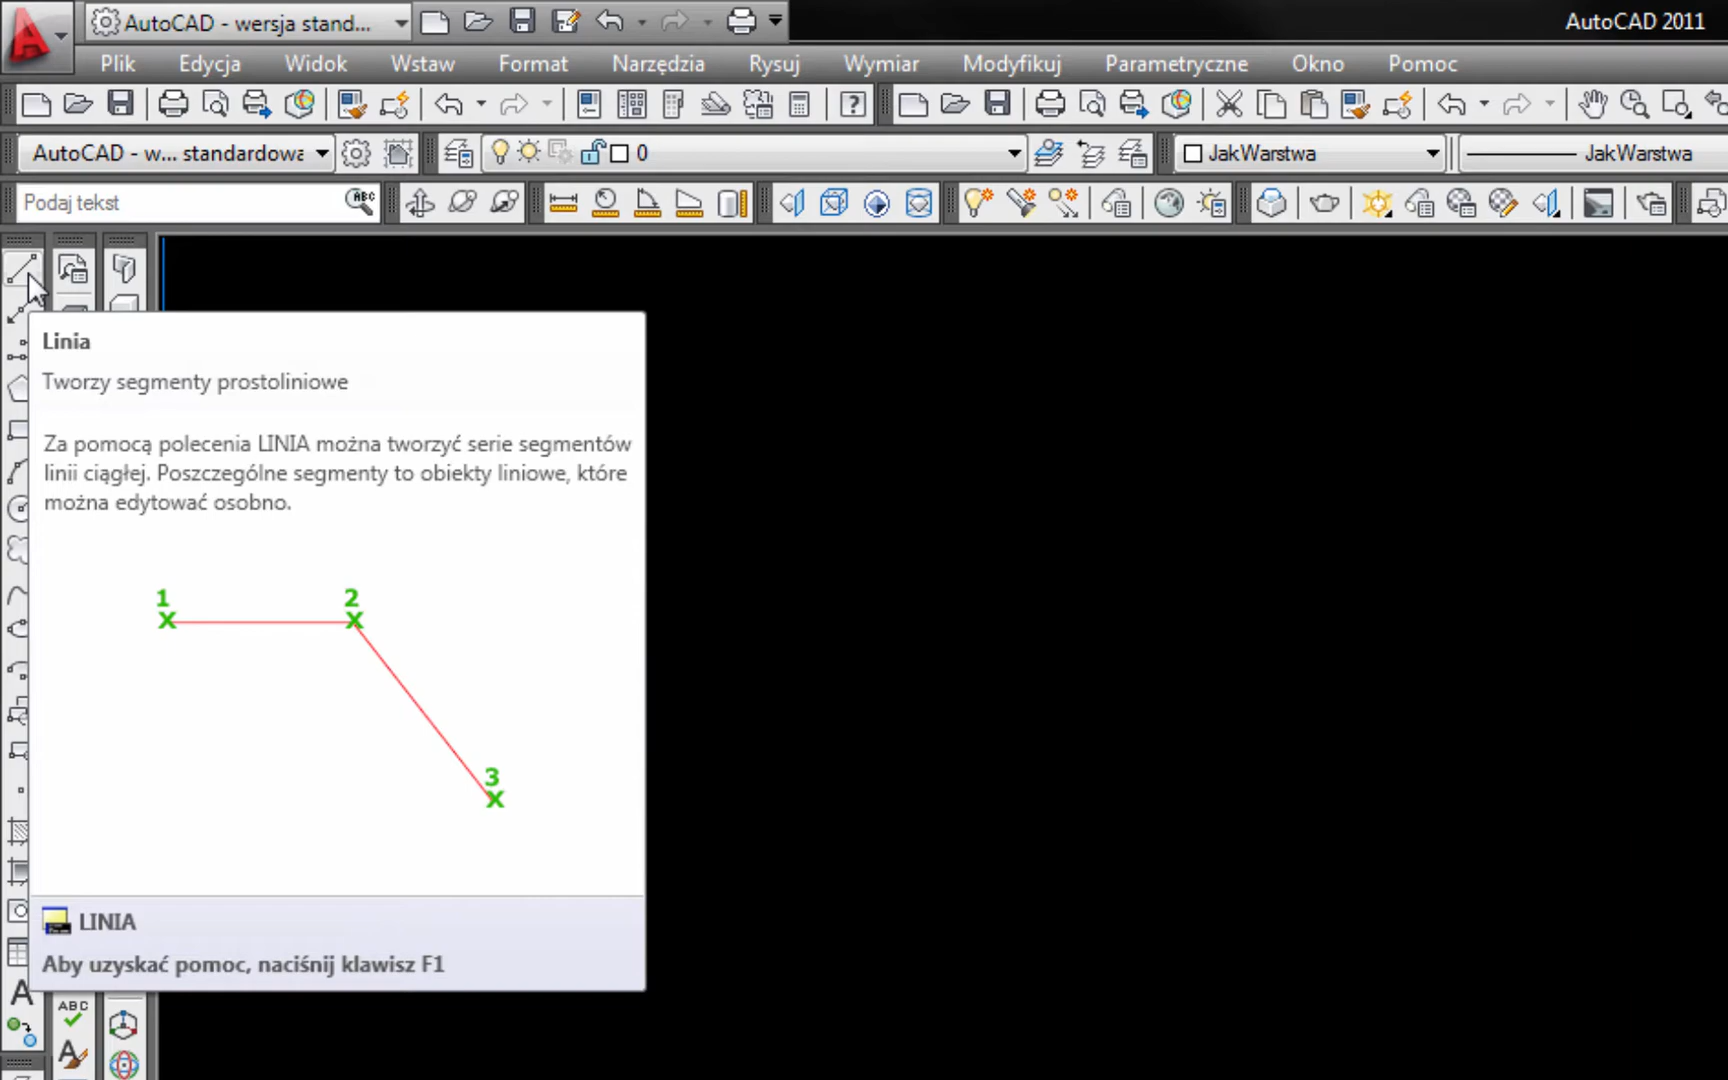 AutoCAD - wersja stand...
AutoCAD 2011
Plik Edycja Widok Wstaw Format Narzędzia Rysuj Wymiar Modyfikuj Parametryczne Okno Pomoc
AutoCAD - w... standardowa
0
JakWarstwa
JakWarstwa
Podaj tekst
ABC
Linia
Tworzy segmenty prostoliniowe
Za pomocą polecenia LINIA można tworzyć serie segmentów
linii ciągłej. Poszczególne segmenty to obiekty liniowe, które
można edytować osobno.
1 2
3
LINIA
Aby uzyskać pomoc, naciśnij klawisz F1
A
ABC
A